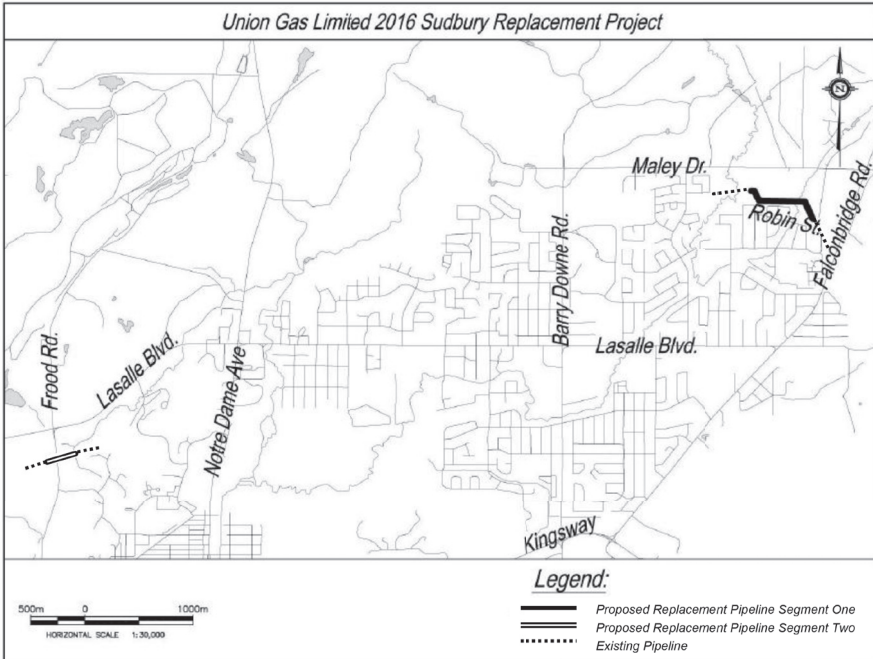 Union Gas Limited 2016 Sudbury Replacement Project
N
Maley Dr.
Robin St.
Falconbridge Rd.
Barry Downe Rd.
Lasalle Blvd.
Frood Rd.
Lasalle Blvd.
Notre Dame Ave
Kingsway
Legend:
500m 0 1000m
HORIZONTAL SCALE 1:30,000
Proposed Replacement Pipeline Segment One
Proposed Replacement Pipeline Segment Two
Existing Pipeline